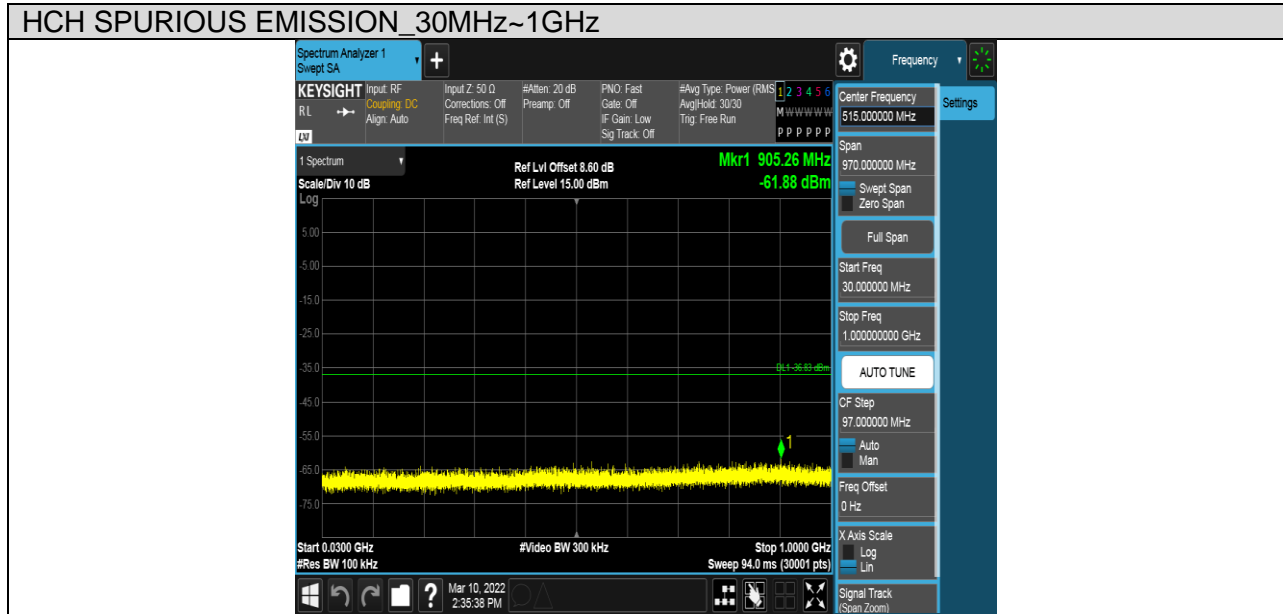 HCH SPURIOUS EMISSION_30MHz~1GHz
Spectrum Analyzer 1
Swept SA
+
Frequency
KEYSIGHT
RL
LXI
Input: RF
Coupling: DC
Align: Auto
Input Z: 50 Ω
Corrections: Off
Freq Ref: Int (S)
#Atten: 20 dB
Preamp: Off
PNO: Fast
Gate: Off
IF Gain: Low
Sig Track: Off
#Avg Type: Power (RMS
Avg|Hold: 30/30
Trig: Free Run
1 2 3 4 5 6
M W W W W W
P P P P P P
1 Spectrum
Scale/Div 10 dB
Ref Lvl Offset 8.60 dB
Ref Level 15.00 dBm
Mkr1 905.26 MHz
-61.88 dBm
Log
5.00
-5.00
-15.0
-25.0
-35.0
DL1 -36.83 dBm
-45.0
-55.0
1
-65.0
-75.0
Start 0.0300 GHz
#Res BW 100 kHz
#Video BW 300 kHz
Stop 1.0000 GHz
Sweep 94.0 ms (30001 pts)
?
Mar 10, 2022
2:35:38 PM
Center Frequency
515.000000 MHz
Settings
Span
970.000000 MHz
Swept Span
Zero Span
Full Span
Start Freq
30.000000 MHz
Stop Freq
1.000000000 GHz
AUTO TUNE
CF Step
97.000000 MHz
Auto
Man
Freq Offset
0 Hz
X Axis Scale
Log
Lin
Signal Track
(Span Zoom)